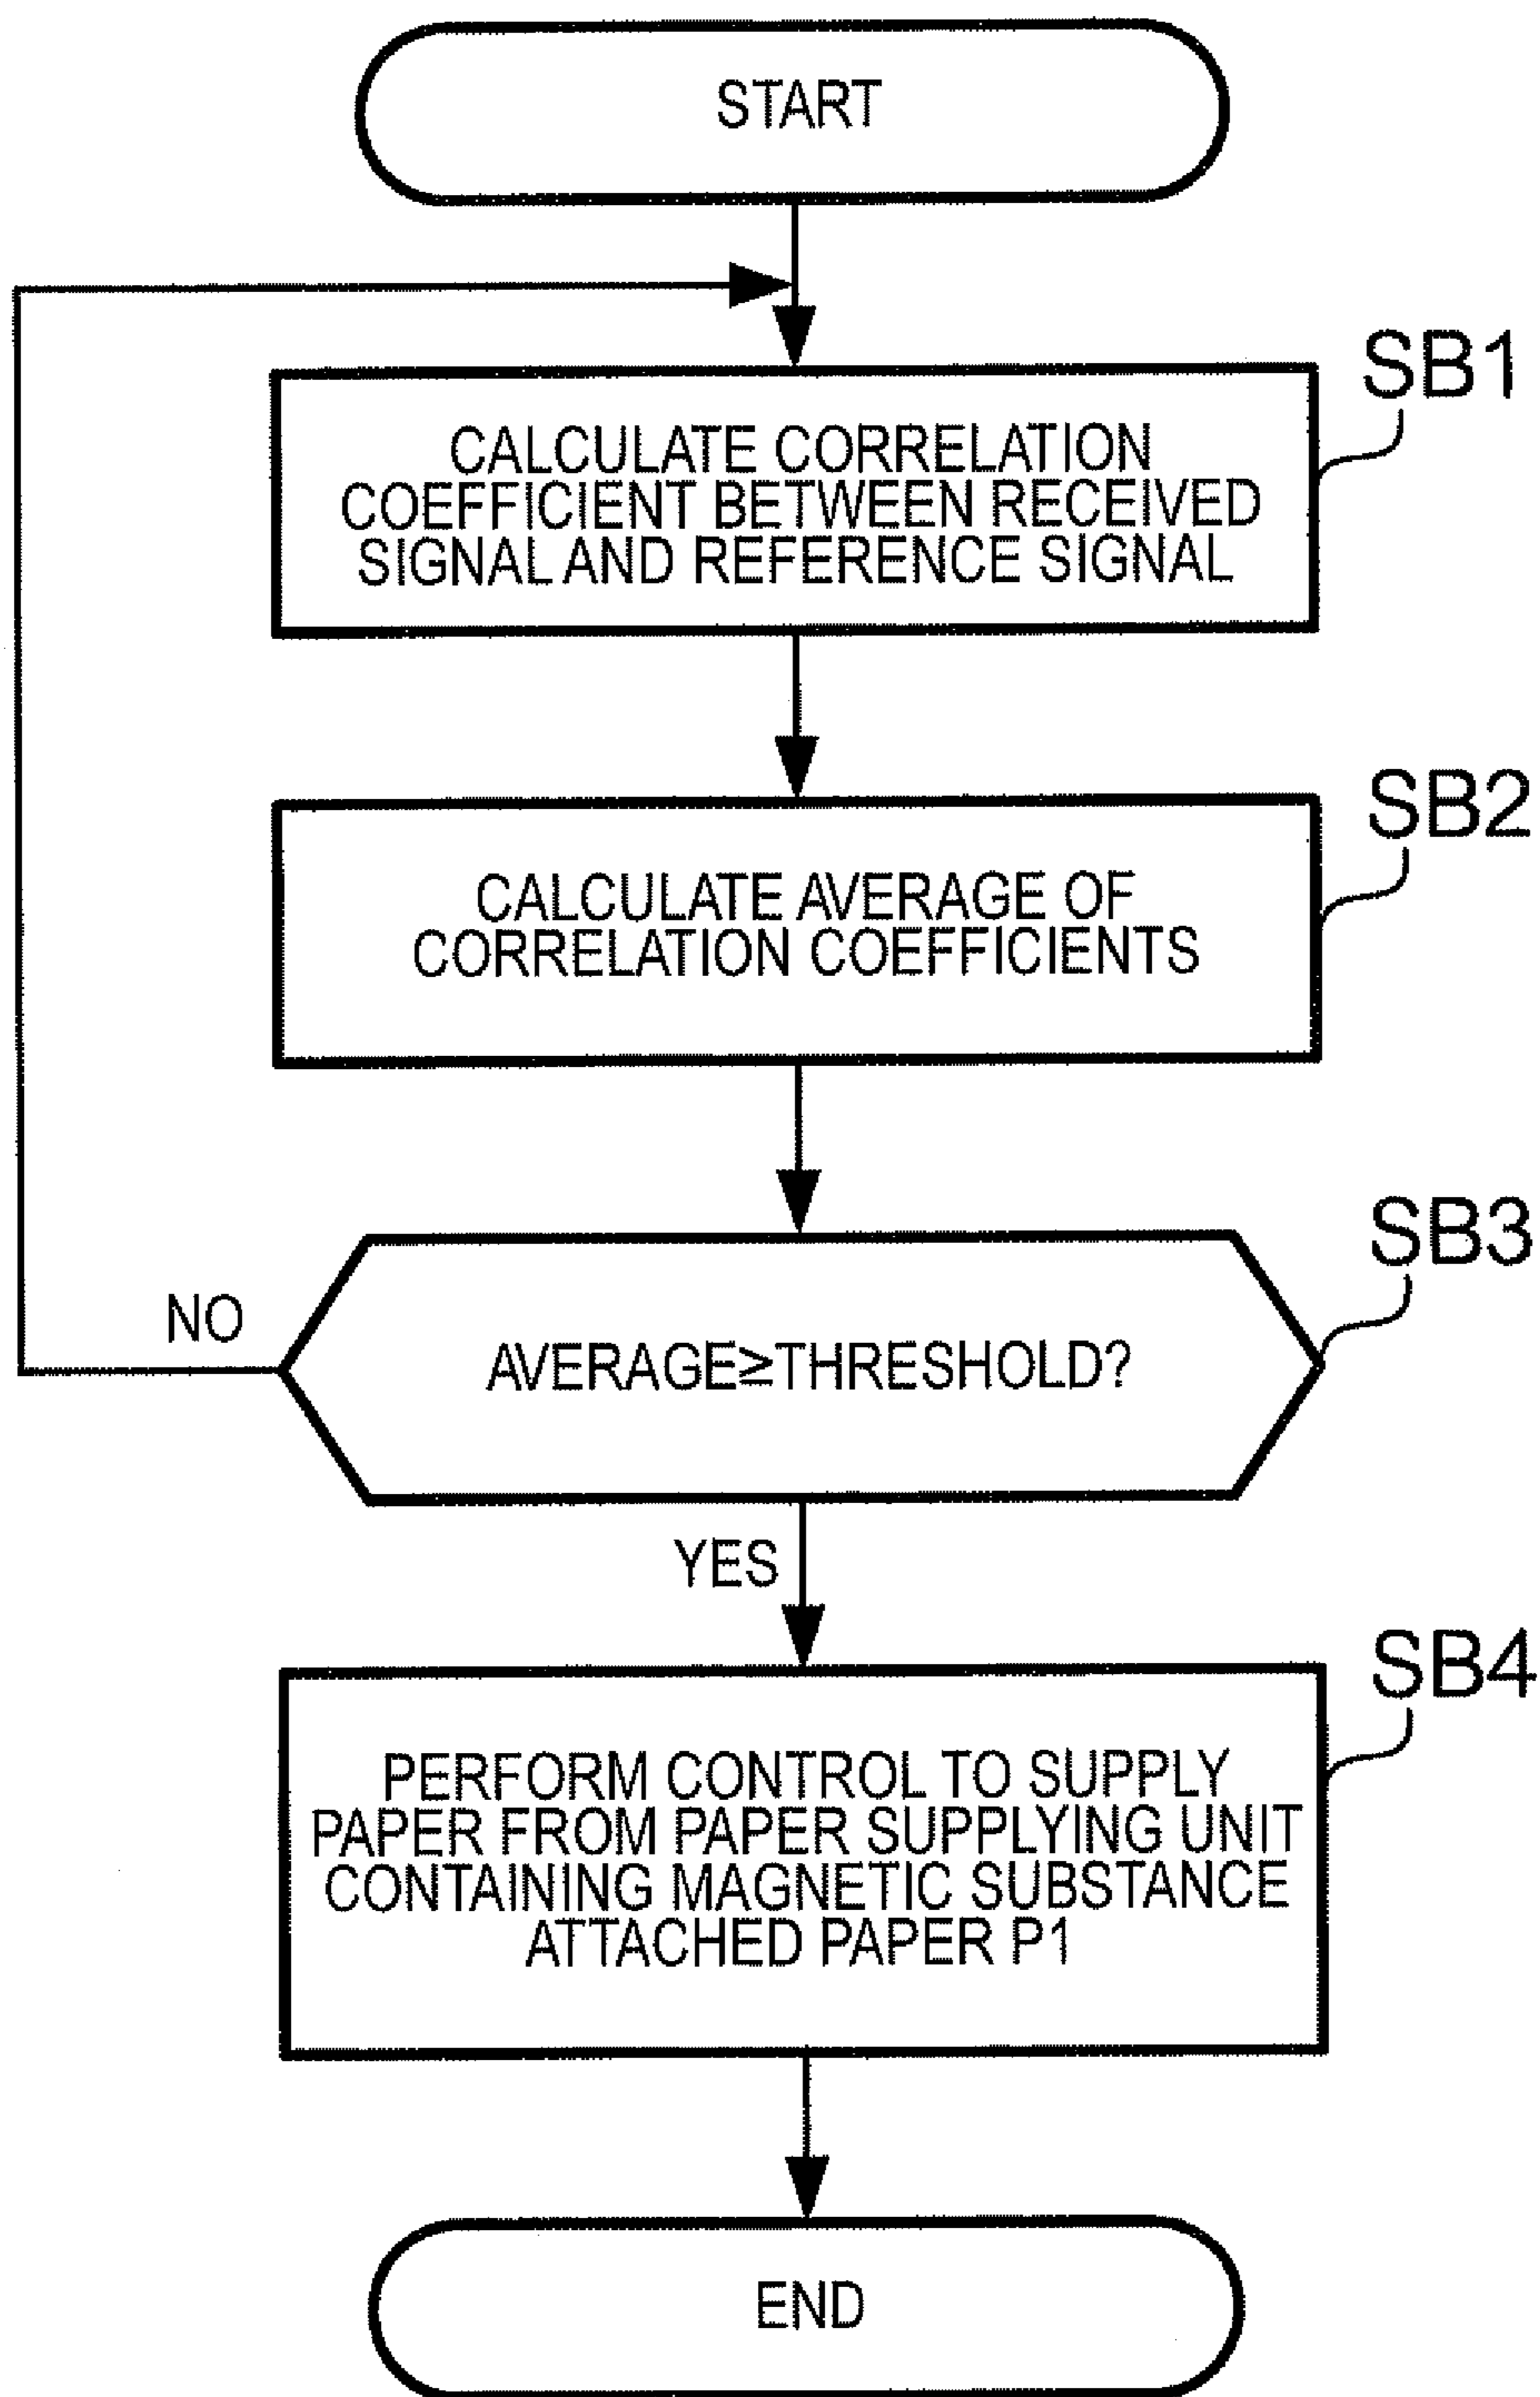 START
SB1
CALCULATE CORRELATION
COEFFICIENT BETWEEN RECEIVED
SIGNAL AND REFERENCE SIGNAL
SB2
CALCULATE AVERAGE OF
CORRELATION COEFFICIENTS
SB3
NO
AVERAGE≥THRESHOLD?
YES
SB4
PERFORM CONTROL TO SUPPLY
PAPER FROM PAPER SUPPLYING UNIT
CONTAINING MAGNETIC SUBSTANCE
ATTACHED PAPER P1
END